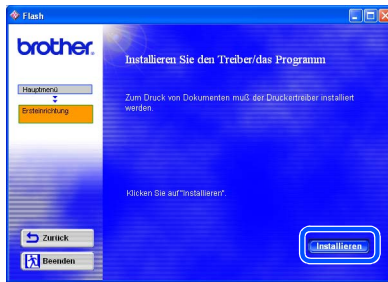 Flash
brother.
Installieren Sie den Treiber/das Programm
Hauptmenü
Ersteinrichtung
Zum Druck von Dokumenten muß der Druckertreiber installiert
werden.
Klicken Sie auf "Installieren".
Zurück
Installieren
Beenden